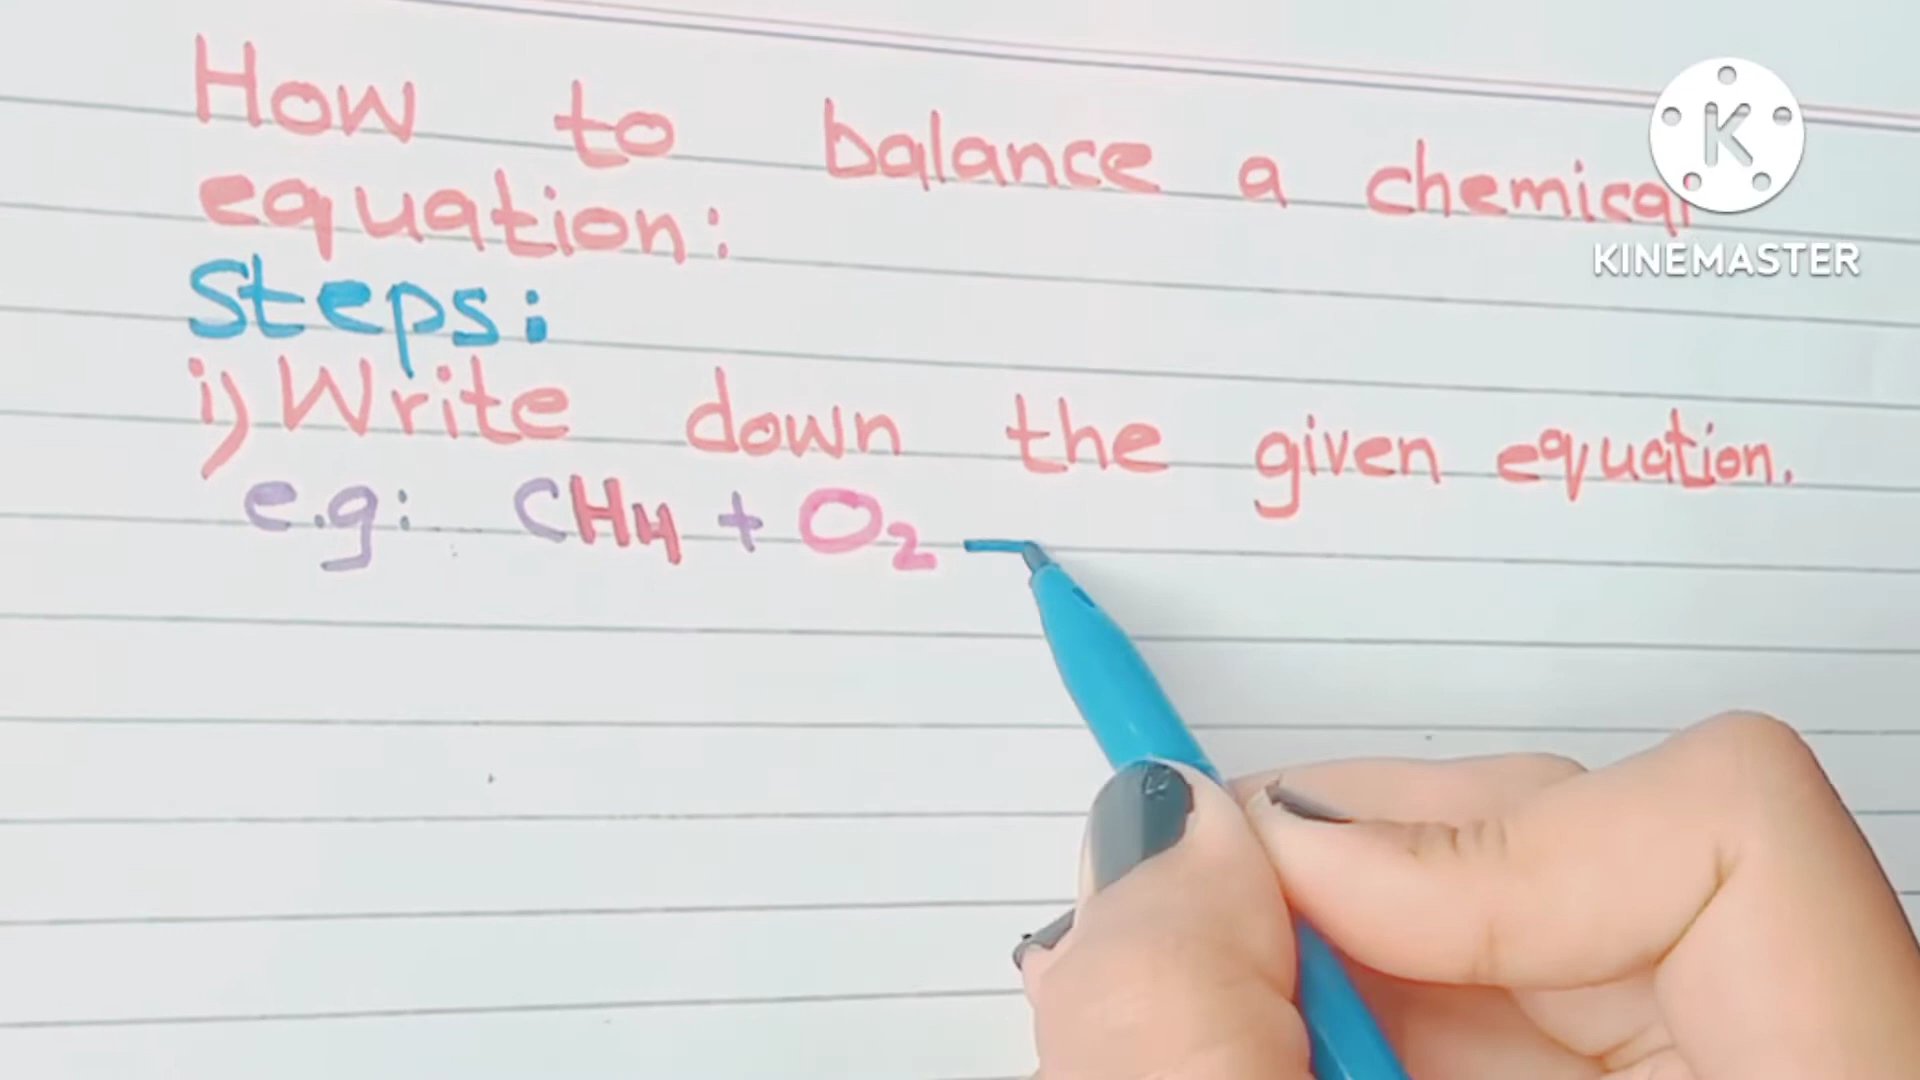 How to balance a chemical
equation:
Steps:
i) Write down the given equation.
e.g: CH4 + O2 —
K
KINEMASTER